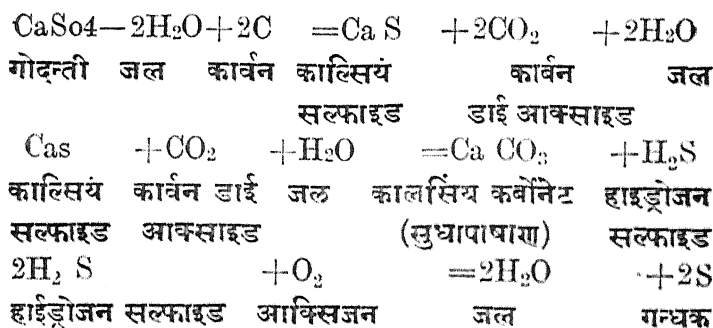 CaSo4—2H₂O+2C =Ca S +2CO₂ +2H₂O
गोदन्ती जल कार्वन काल्सियं कार्वन जल
सल्फाइड डाई आक्साइड
Cas +CO₂ +H₂O =Ca CO₃ +H₂S
काल्सियं कार्वन डाई जल कालसिंय कर्वोनेट हाइड्रोजन
सल्फाइड आक्साइड (सुधापाषाण) सल्फाइड
2H₂ S +O₂ =2H₂O +2S
हाईड्रोजन सल्फाइड आक्सिजन जल गन्धक